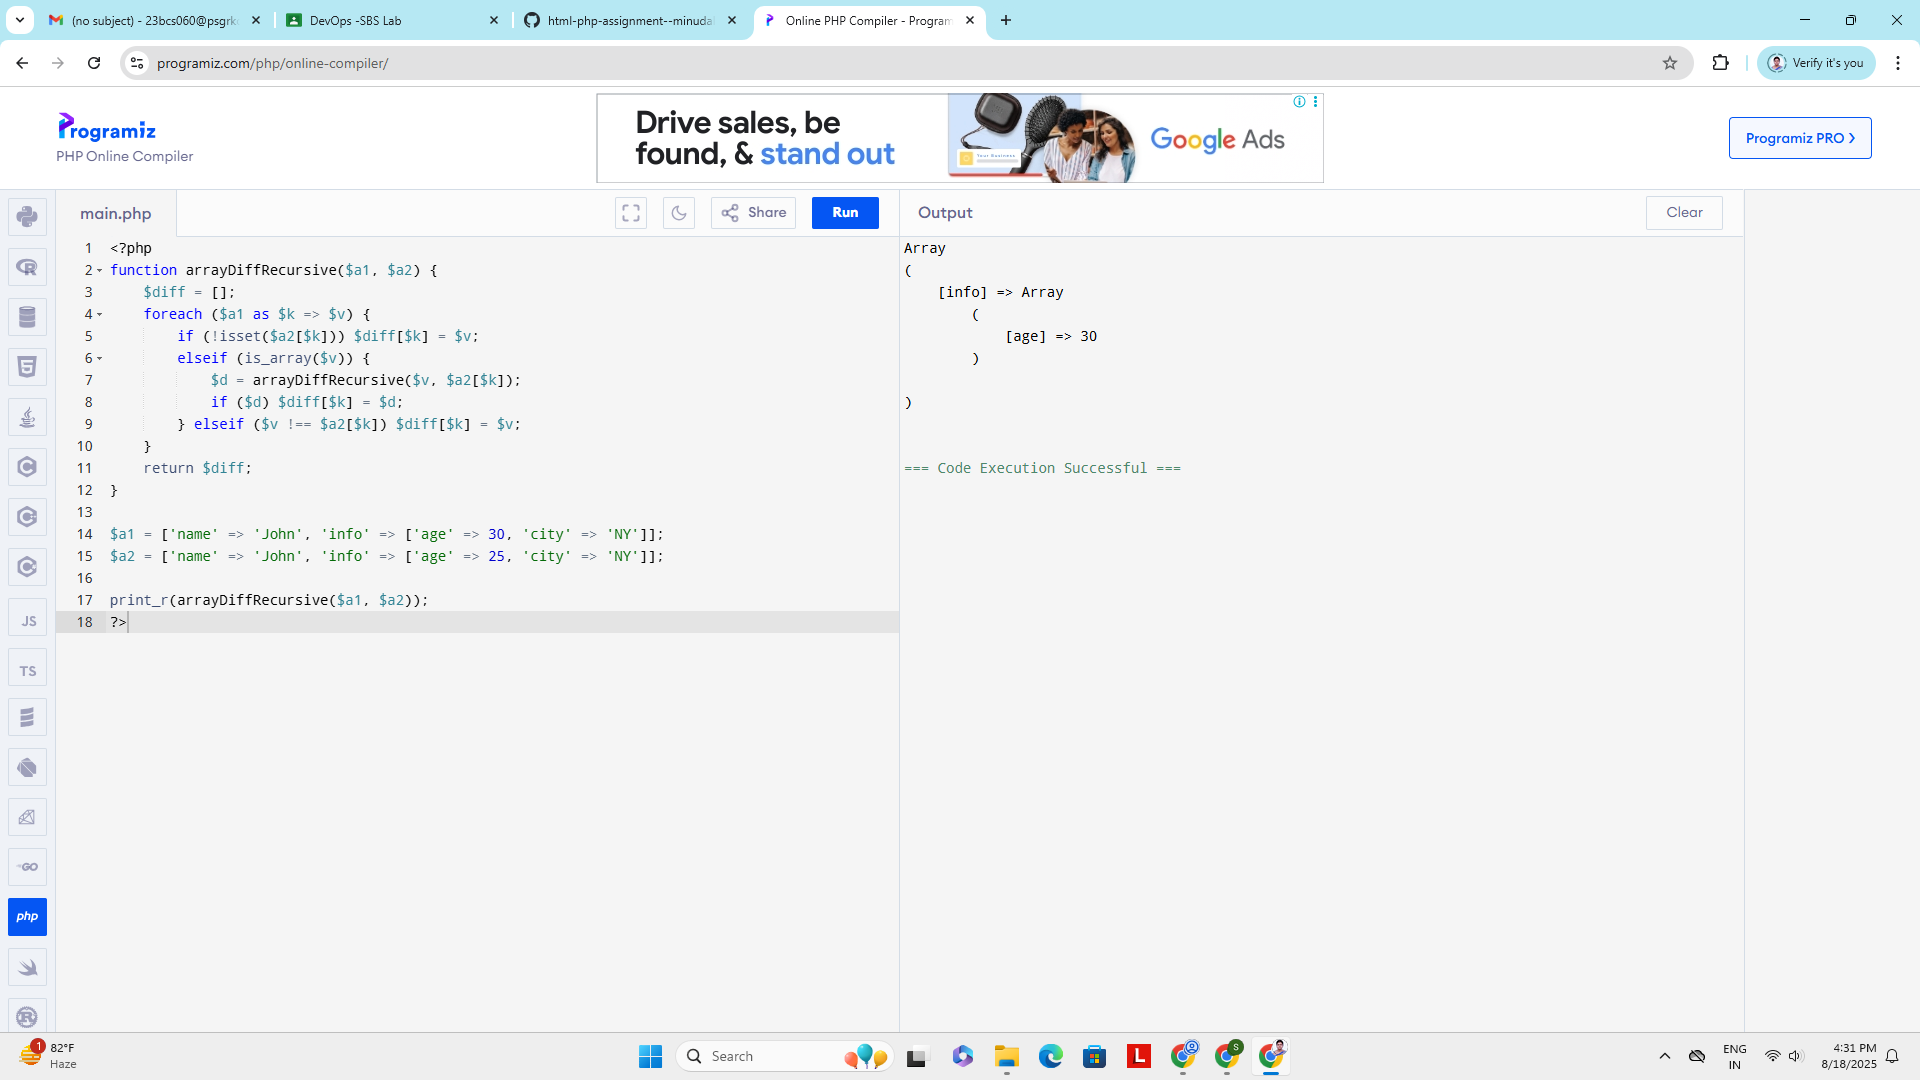 (no subject) - 23bcs060@psgrk
DevOps -SBS Lab
html-php-assignment--minuda
Online PHP Compiler - Program
programiz.com/php/online-compiler/
Verify it's you
Programiz
PHP Online Compiler
Drive sales, be
found, & stand out
Your Business
Google Ads
Programiz PRO
main.php
Share
Run
Output
Clear
1 <?php
2 function arrayDiffRecursive($a1, $a2) {
3     $diff = [];
4     foreach ($a1 as $k => $v) {
5         if (!isset($a2[$k])) $diff[$k] = $v;
6         elseif (is_array($v)) {
7             $d = arrayDiffRecursive($v, $a2[$k]);
8             if ($d) $diff[$k] = $d;
9         } elseif ($v !== $a2[$k]) $diff[$k] = $v;
10     }
11     return $diff;
12 }
13
14 $a1 = ['name' => 'John', 'info' => ['age' => 30, 'city' => 'NY']];
15 $a2 = ['name' => 'John', 'info' => ['age' => 25, 'city' => 'NY']];
16
17 print_r(arrayDiffRecursive($a1, $a2));
18 ?>
Array
(
    [info] => Array
        (
            [age] => 30
        )
)
=== Code Execution Successful ===
JS
TS
GO
php
1
82°F
Haze
Search
L
S
ENG
IN
4:31 PM
8/18/2025